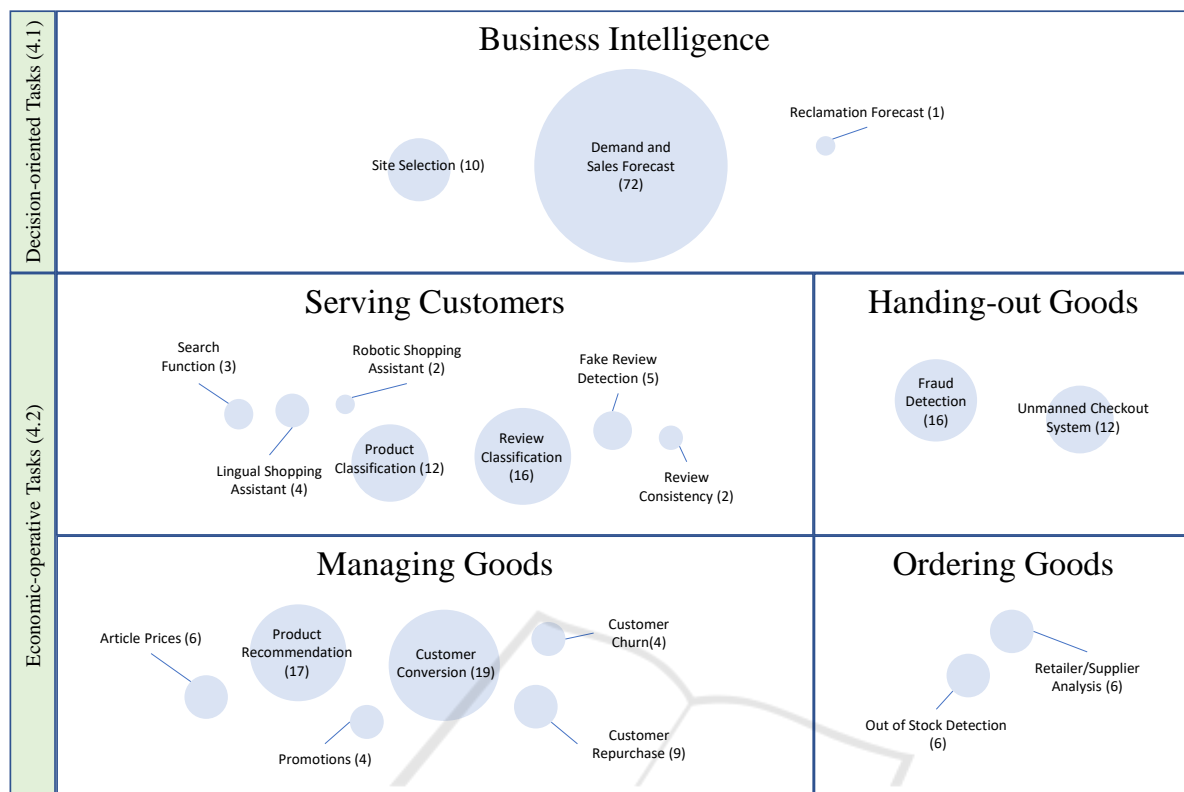 Decision-oriented Tasks (4.1)
Business Intelligence
Site Selection (10)
Demand and
Sales Forecast
(72)
Reclamation Forecast (1)
Economic-operative Tasks (4.2)
Serving Customers
Search
Function (3)
Lingual Shopping
Assistant (4)
Robotic Shopping
Assistant (2)
Product
Classification (12)
Review
Classification
(16)
Fake Review
Detection (5)
Review
Consistency (2)
Handing-out Goods
Fraud
Detection
(16)
Unmanned Checkout
System (12)
Managing Goods
Article Prices (6)
Product
Recommendation
(17)
Promotions (4)
Customer
Conversion (19)
Customer
Churn(4)
Customer
Repurchase (9)
Ordering Goods
Retailer/Supplier
Analysis (6)
Out of Stock Detection
(6)